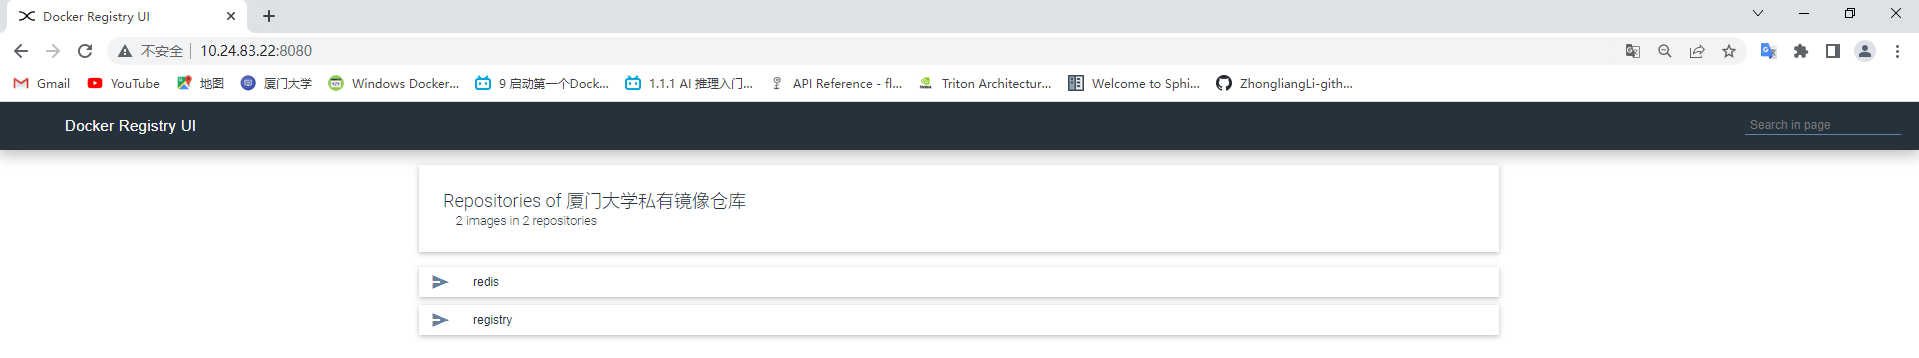 Docker Registry UI
不安全 10.24.83.22:8080
Gmail YouTube 地图 厦门大学 Windows Docker... 9 启动第一个Dock... 1.1.1 AI 推理入门... API Reference - fl... Triton Architectur... Welcome to Sphi... ZhongliangLi-gith...
Docker Registry UI Search in page
Repositories of 厦门大学私有镜像仓库
2 images in 2 repositories
redis
registry